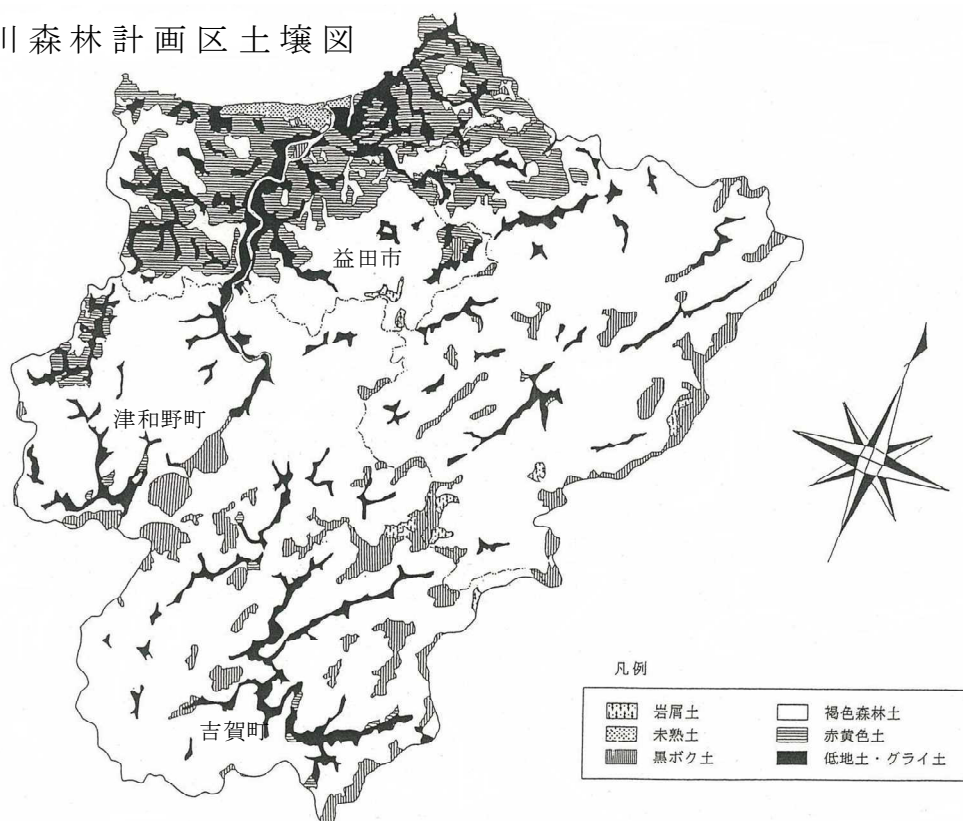 川森林計画区土壌図
益田市
津和野町
吉賀町
凡例
岩屑土
褐色森林土
未熟土
赤黄色土
黒ボク土
低地土・グライ土